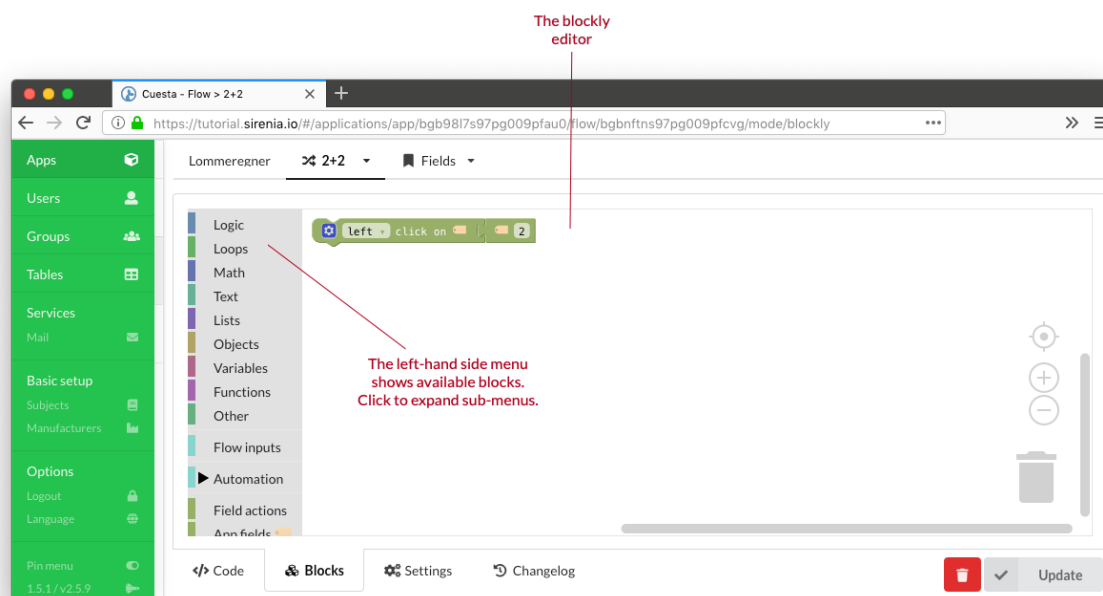 The blockly
editor
Cuesta - Flow > 2+2
https://tutorial.sirenia.io/#/applications/app/bgb98l7s97pg009pfau0/flow/bgbnftns97pg009pfcvg/mode/blockly
Apps
Users
Groups
Tables
Services
Mail
Basic setup
Subjects
Manufacturers
Options
Logout
Language
Pin menu
1.5.1 / v2.5.9
Lommeregner
2+2
Fields
Logic
Loops
Math
Text
Lists
Objects
Variables
Functions
Other
Flow inputs
Automation
Field actions
App fields
left click on 2
The left-hand side menu
shows available blocks.
Click to expand sub-menus.
</> Code
Blocks
Settings
Changelog
Update